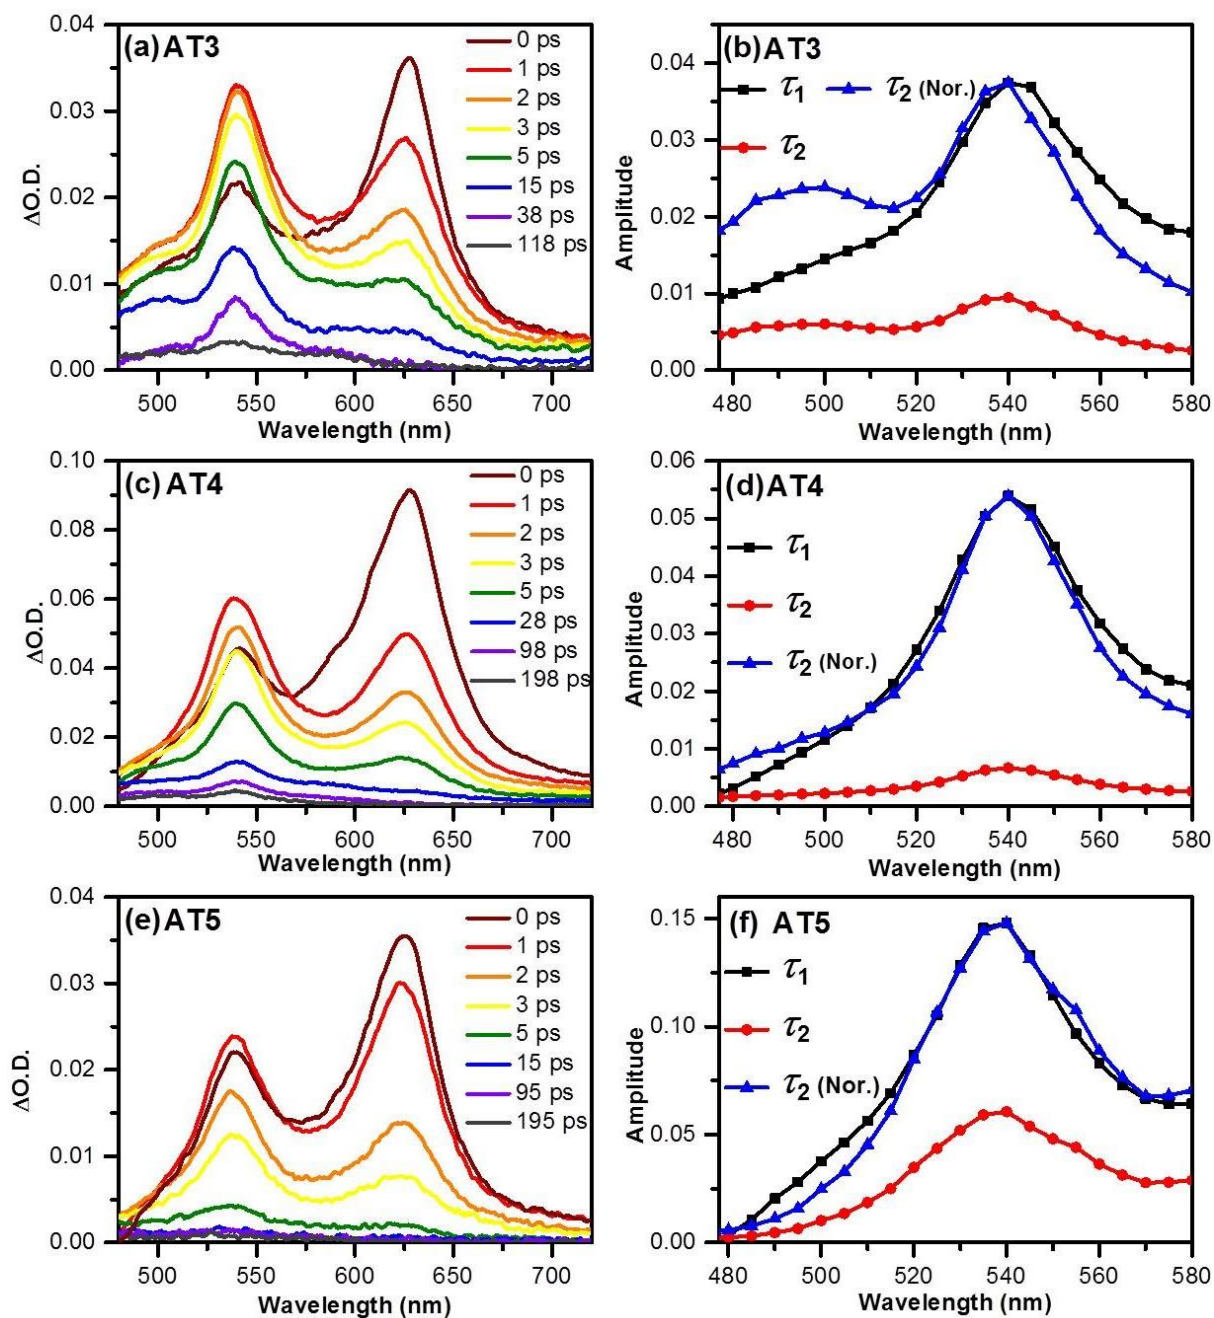 (a) AT3
0 ps
1 ps
2 ps
3 ps
5 ps
15 ps
38 ps
118 ps
0.04
0.03
0.02
0.01
0.00
ΔO.D.
500 550 600 650 700
Wavelength (nm)
(b) AT3
τ1 τ2 (Nor.)
τ2
0.04
0.03
0.02
0.01
0.00
Amplitude
480 500 520 540 560 580
Wavelength (nm)
(c) AT4
0 ps
1 ps
2 ps
3 ps
5 ps
28 ps
98 ps
198 ps
0.10
0.08
0.06
0.04
0.02
0.00
ΔO.D.
500 550 600 650 700
Wavelength (nm)
(d) AT4
τ1
τ2
τ2 (Nor.)
0.06
0.05
0.04
0.03
0.02
0.01
0.00
Amplitude
480 500 520 540 560 580
Wavelength (nm)
(e) AT5
0 ps
1 ps
2 ps
3 ps
5 ps
15 ps
95 ps
195 ps
0.04
0.03
0.02
0.01
0.00
ΔO.D.
500 550 600 650 700
Wavelength (nm)
(f) AT5
τ1
τ2
τ2 (Nor.)
0.15
0.10
0.05
0.00
Amplitude
480 500 520 540 560 580
Wavelength (nm)